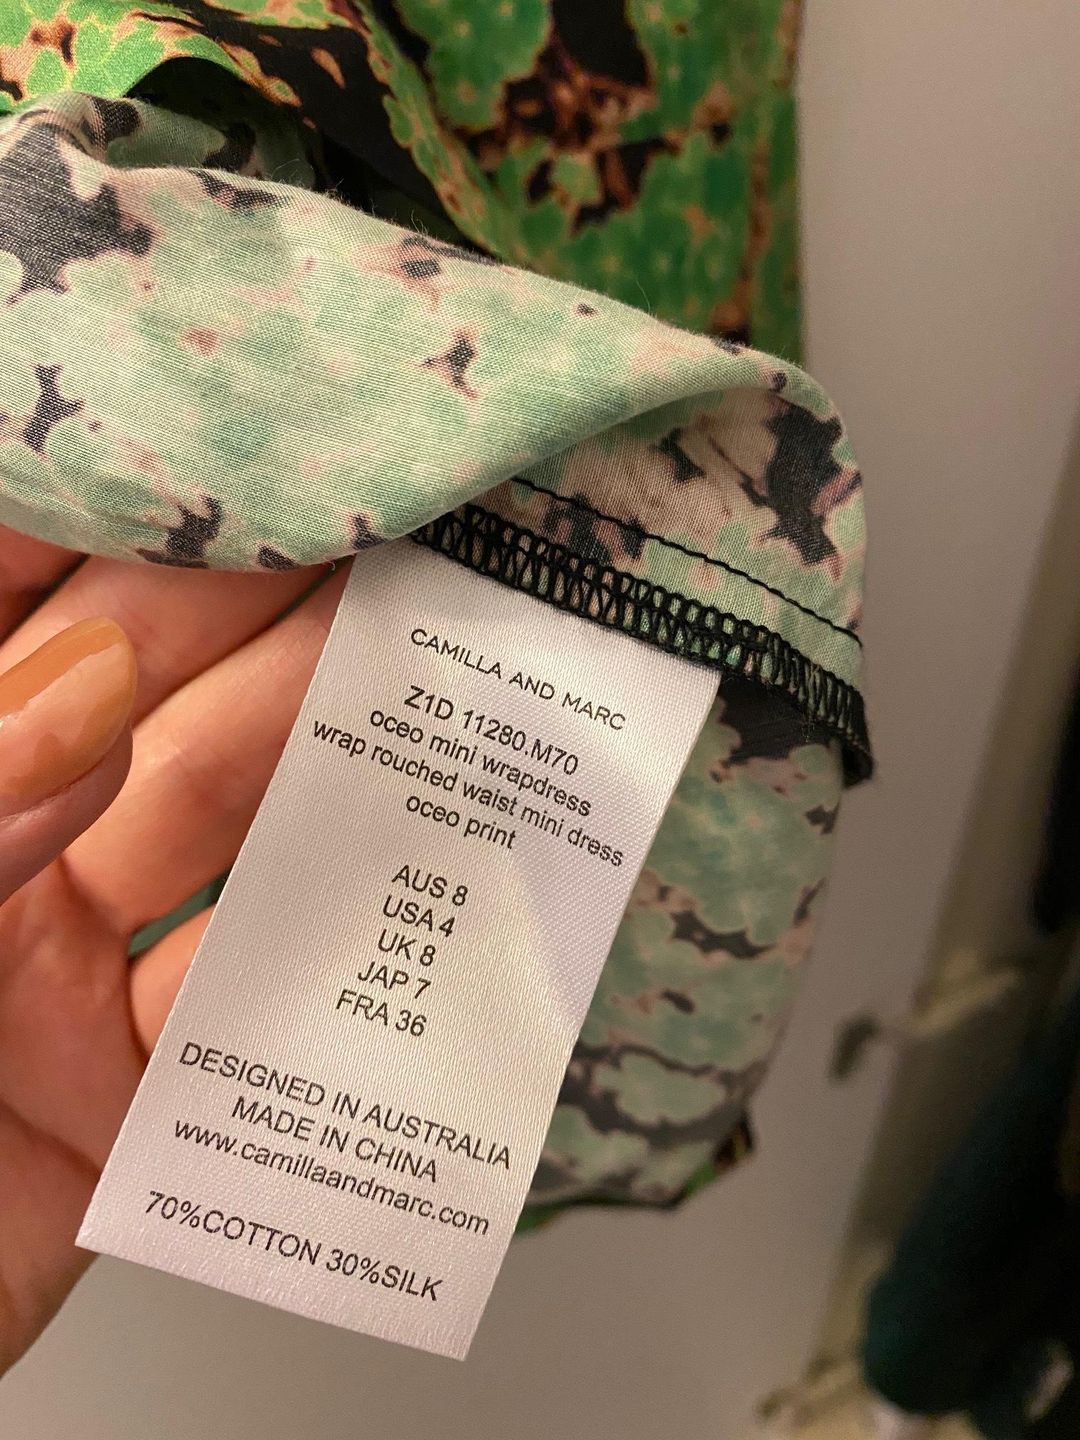 CAMILLA AND MARC
Z1D 11280.M70
oceo mini wrapdress
wrap rouched waist mini dress
oceo print
AUS 8
USA 4
UK 8
JAP 7
FRA 36
DESIGNED IN AUSTRALIA
MADE IN CHINA
www.camillaandmarc.com
70%COTTON 30%SILK